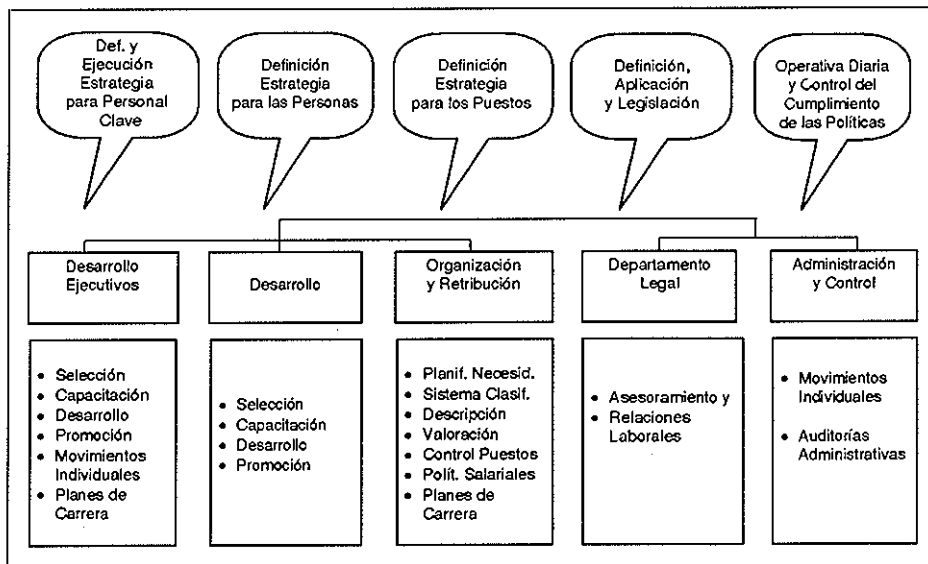 Def. y
Ejecución
Estrategia
para Personal
Clave
Definición
Estrategia
para las Personas
Definición
Estrategia
para los Puestos
Definición,
Aplicación
y Legislación
Operativa Diaria
y Control del
Cumplimiento
de las Políticas
Desarrollo
Ejecutivos
Desarrollo
Organización
y Retribución
Departamento
Legal
Administración
y Control
• Selección
• Capacitación
• Desarrollo
• Promoción
• Movimientos
Individuales
• Planes de
Carrera
• Selección
• Capacitación
• Desarrollo
• Promoción
• Planif. Necesid.
• Sistema Clasif.
• Descripción
• Valoración
• Control Puestos
• Polít. Salariales
• Planes de
Carrera
• Asesoramiento y
• Relaciones
Laborales
• Movimientos
Individuales
• Auditorías
Administrativas